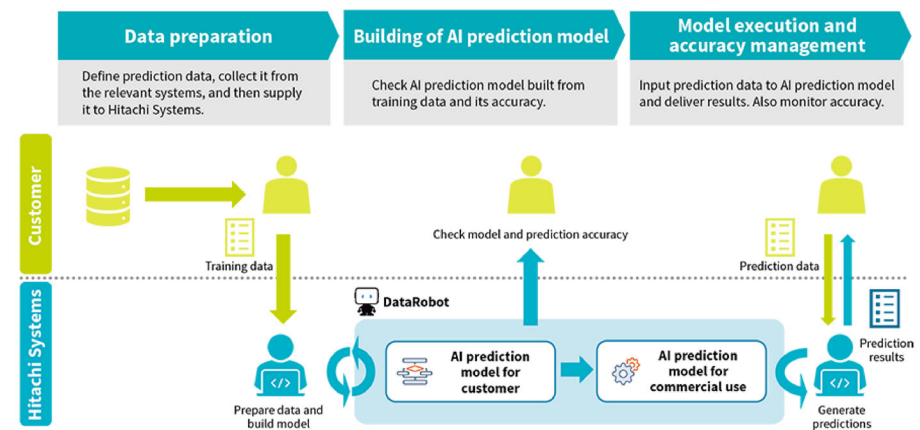 Data preparation
Building of AI prediction model
Model execution and
accuracy management
Define prediction data, collect it from
the relevant systems, and then supply
it to Hitachi Systems.
Check AI prediction model built from
training data and its accuracy.
Input prediction data to AI prediction model
and deliver results. Also monitor accuracy.
Customer
Check model and prediction accuracy
Training data
Prediction data
Hitachi Systems
DataRobot
AI prediction
model for
customer
AI prediction
model for
commercial use
Prediction
results
</>
Prepare data and
build model
</>
Generate
predictions